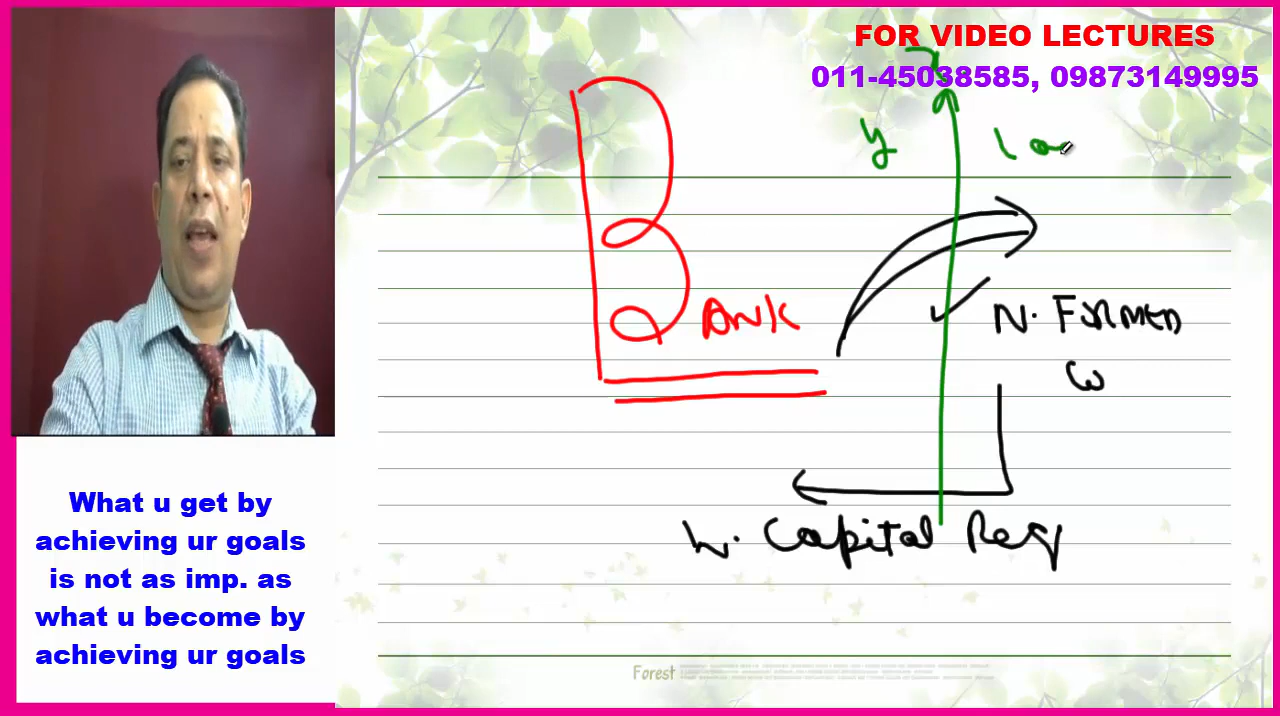 FOR VIDEO LECTURES
011-45038585, 09873149995
y
BANK
N. FORMED
W. Capital Req
What u get by
achieving ur goals
is not as imp. as
what u become by
achieving ur goals
Forest